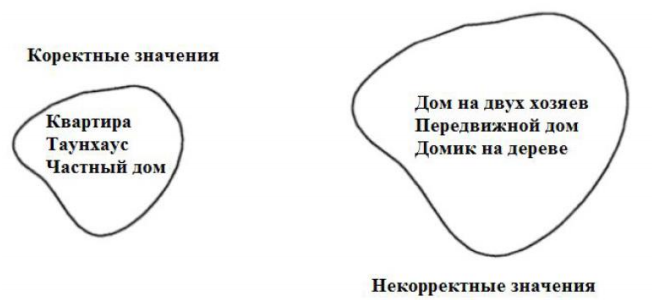 Коректные значения
Квартира
Таунхаус
Частный дом
Дом на двух хозяев
Передвижной дом
Домик на дереве
Некорректные значения